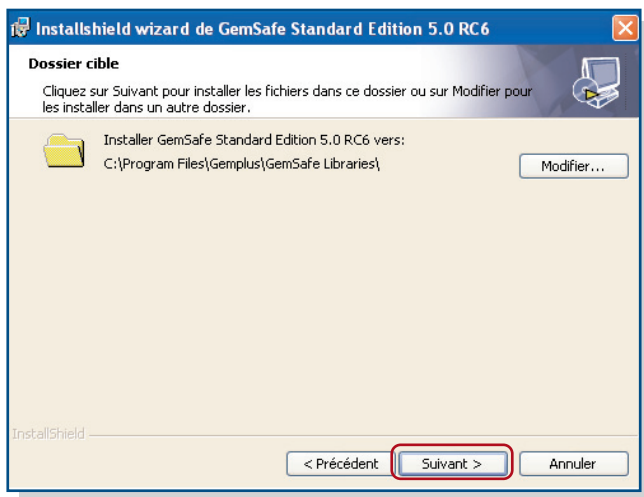 Installshield wizard de GemSafe Standard Edition 5.0 RC6
Dossier cible
Cliquez sur Suivant pour installer les fichiers dans ce dossier ou sur Modifier pour
les installer dans un autre dossier.
Installer GemSafe Standard Edition 5.0 RC6 vers:
C:\Program Files\Gemplus\GemSafe Libraries\
Modifier...
InstallShield
< Précédent
Suivant >
Annuler